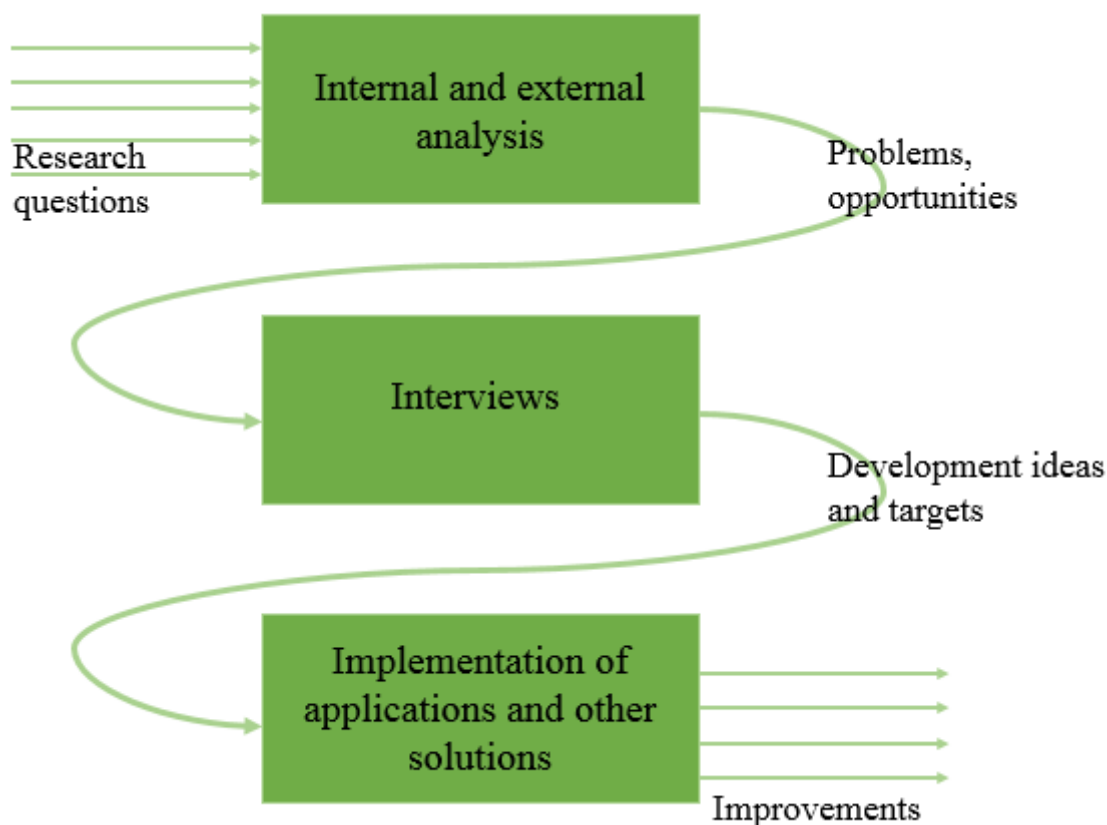 Internal and external
analysis
Research
questions
Problems,
opportunities
Interviews
Development ideas
and targets
Implementation of
applications and other
solutions
Improvements